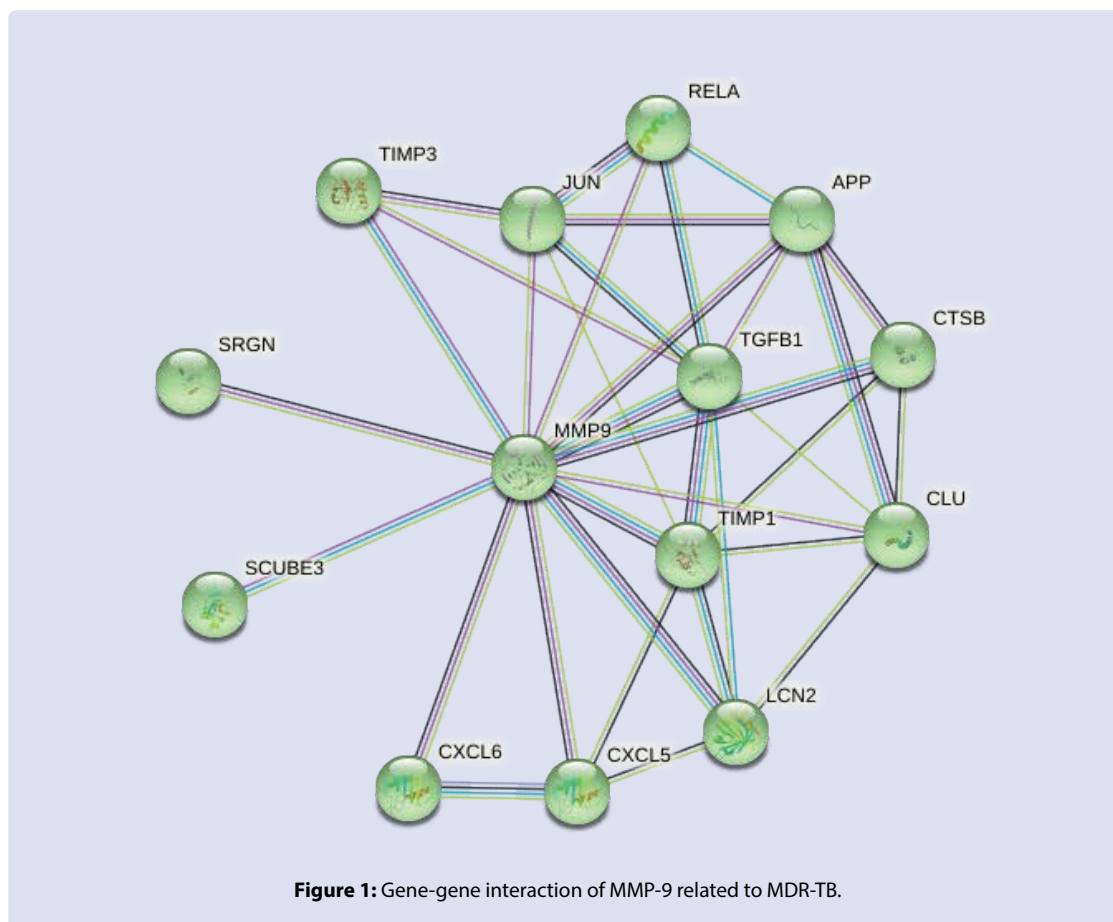 RELA
TIMP3
JUN
APP
CTSB
TGFB1
SRGN
MMP9
TIMP1
CLU
SCUBE3
LCN2
CXCL6
CXCL5
Figure 1: Gene-gene interaction of MMP-9 related to MDR-TB.